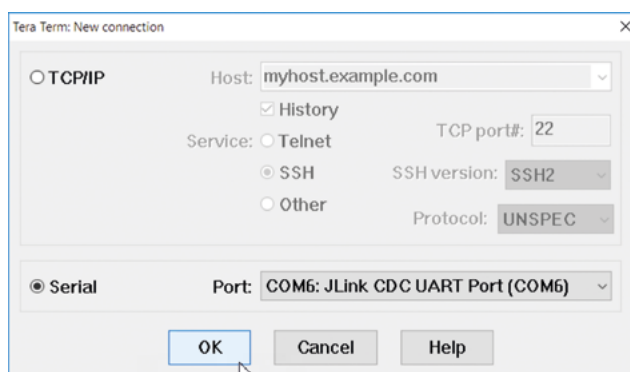 Tera Term: New connection
TCP/IP
Host: myhost.example.com
History
Service: Telnet
TCP port#: 22
SSH
SSH version: SSH2
Other
Protocol: UNSPEC
Serial
Port: COM6: JLink CDC UART Port (COM6)
OK Cancel Help